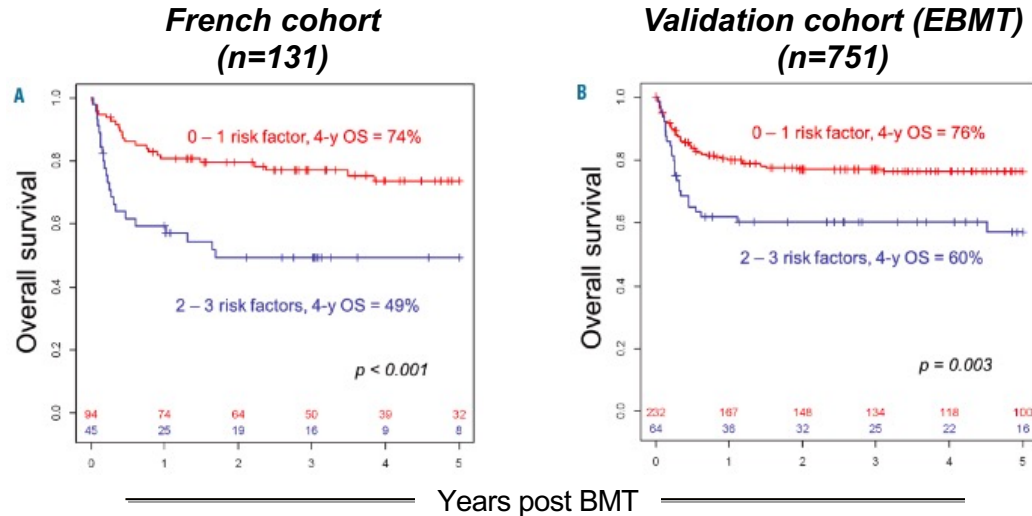 French cohort
(n=131)
Validation cohort (EBMT)
(n=751)
A
Overall survival
1.0
0.8
0.6
0.4
0.2
0.0
0 – 1 risk factor, 4-y OS = 74%
2 – 3 risk factors, 4-y OS = 49%
p < 0.001
94 74 64 50 39 32
45 25 19 16 9 8
0 1 2 3 4 5
B
Overall survival
1.0
0.8
0.6
0.4
0.2
0.0
0 – 1 risk factor, 4-y OS = 76%
2 – 3 risk factors, 4-y OS = 60%
p = 0.003
232 167 148 134 118 100
64 36 32 25 22 16
0 1 2 3 4 5
Years post BMT